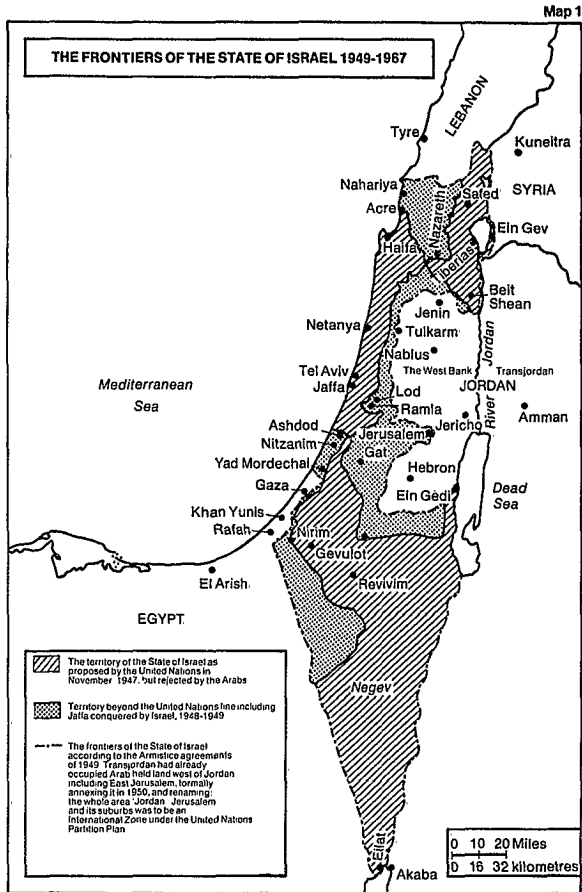 Map 1
THE FRONTIERS OF THE STATE OF ISRAEL 1949-1967
LEBANON
Tyre
Kuneitra
Nahariya
Safed
SYRIA
Acre
Nazareth
Ein Gev
Haifa
Tiberias
Beit
Shean
Jenin
Netanya
Tulkarm
Nablus
Jordan
The West Bank
Transjordan
Tel Aviv
Mediterranean
Sea
Jaffa
Lod
JORDAN
Ramla
River
Amman
Jericho
Ashdod
Jerusalem
Nitzanim
Gat
Yad Mordechai
Hebron
Gaza
Ein Gedi
Dead
Sea
Khan Yunis
Rafah
Nirim
Gevulot
El Arish
Revivim
EGYPT
Negev
The territory of the State of Israel as
proposed by the United Nations in
November 1947, but rejected by the Arabs
Territory beyond the United Nations line including
Jaffa conquered by Israel, 1948-1949
The frontiers of the State of Israel
according to the Armistice agreements
of 1949 Transjordan had already
occupied Arab held land west of Jordan
including East Jerusalem, formally
annexing it in 1950, and renaming:
the whole area 'Jordan Jerusalem
and its suburbs was to be an
International Zone under the United Nations
Partition Plan
Eilat
Akaba
0 10 20 Miles
0 16 32 kilometres